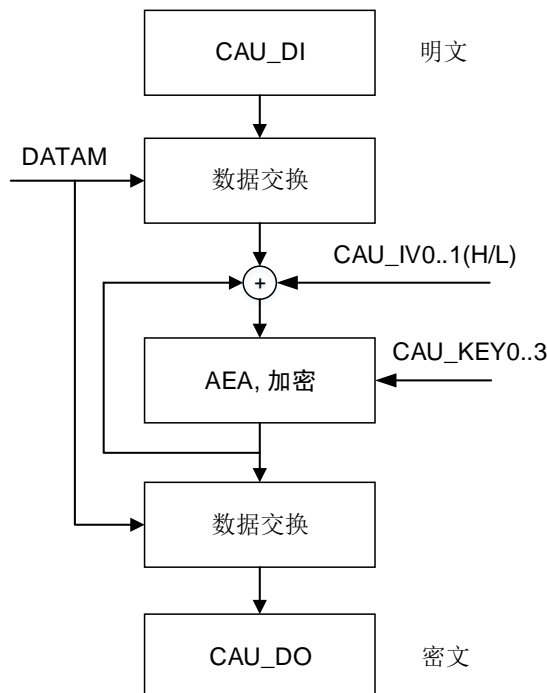 CAU_DI 明文
DATAM
数据交换
CAU_IV0..1(H/L)
+
CAU_KEY0..3
AEA, 加密
数据交换
CAU_DO 密文